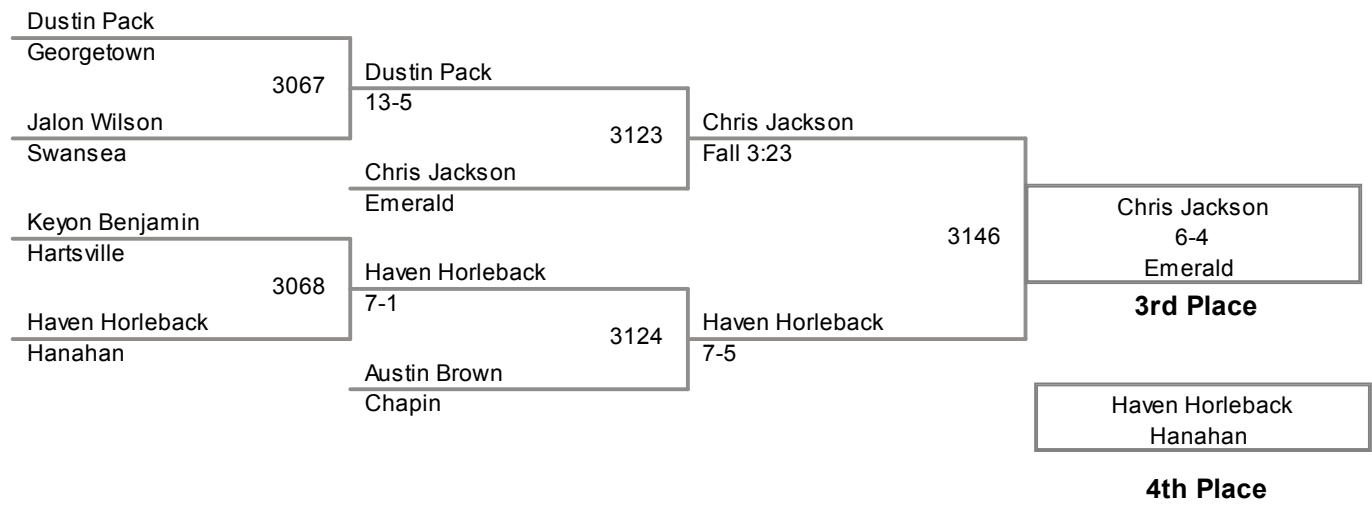 Dustin Pack
Georgetown
3067
Jalon Wilson
Swansea
Keyon Benjamin
Hartsville
3068
Haven Horleback
Hanahan
Dustin Pack
13-5
3123
Chris Jackson
Emerald
Haven Horleback
7-1
3124
Austin Brown
Chapin
Chris Jackson
Fall 3:23
3146
Haven Horleback
7-5
Chris Jackson
6-4
Emerald
3rd Place
Haven Horleback
Hanahan
4th Place